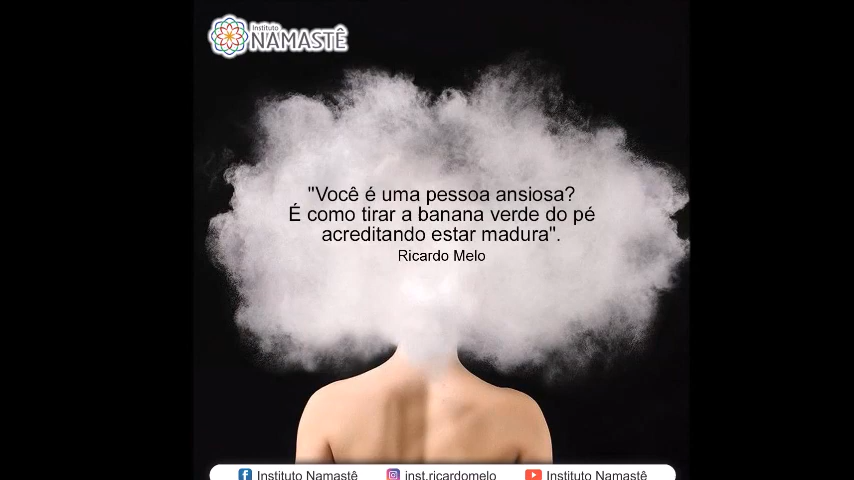 Instituto
NAMASTÊ
"Você é uma pessoa ansiosa?
É como tirar a banana verde do pé
acreditando estar madura".
Ricardo Melo
Instituto Namastê inst.ricardomelo Instituto Namastê